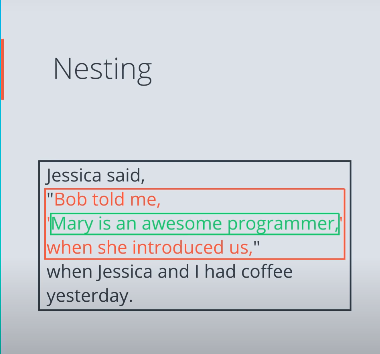 Nesting
Jessica said,
"Bob told me,
'Mary is an awesome programmer,'
when she introduced us,"
when Jessica and I had coffee
yesterday.